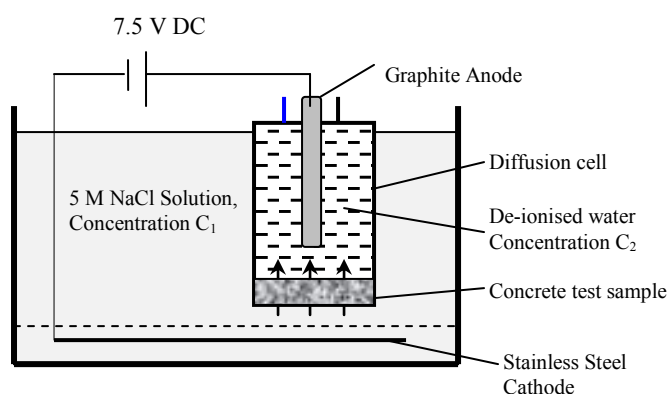 7.5 V DC
Graphite Anode
Diffusion cell
5 M NaCl Solution,
Concentration C₁
De-ionised water
Concentration C₂
Concrete test sample
Stainless Steel
Cathode